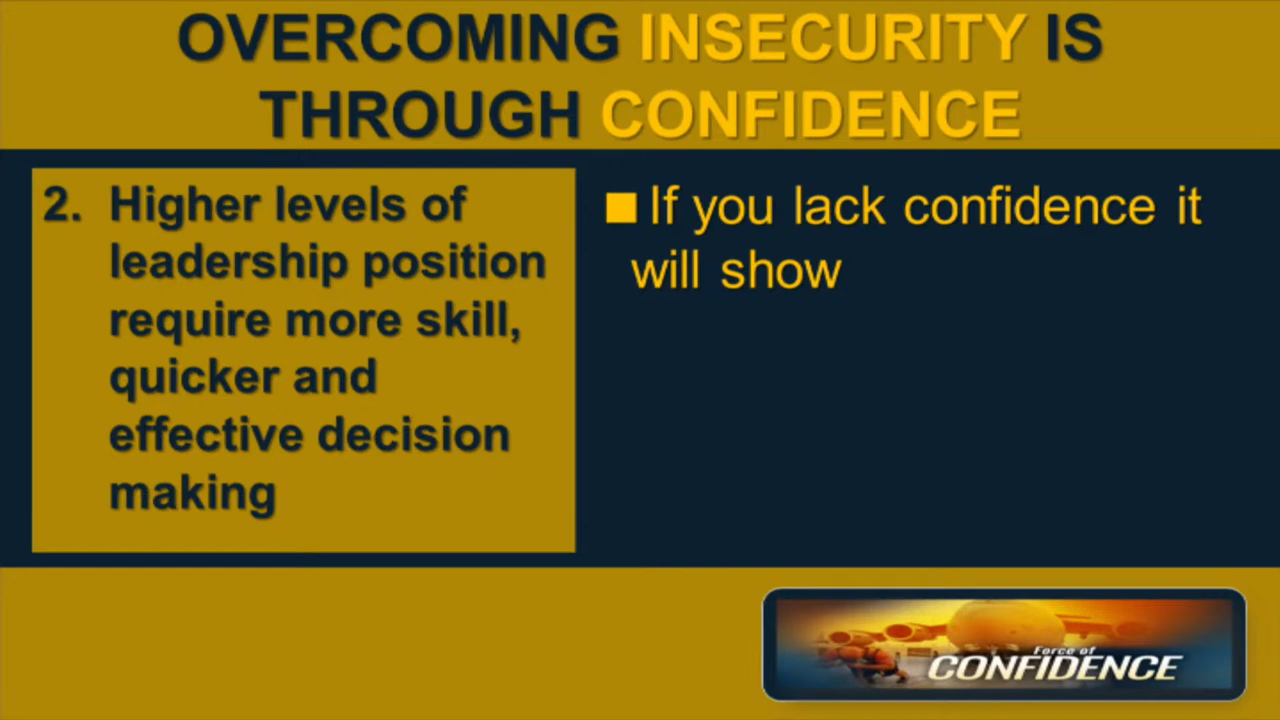 OVERCOMING INSECURITY IS
THROUGH CONFIDENCE
2. Higher levels of
leadership position
require more skill,
quicker and
effective decision
making
If you lack confidence it
will show
Force of
CONFIDENCE